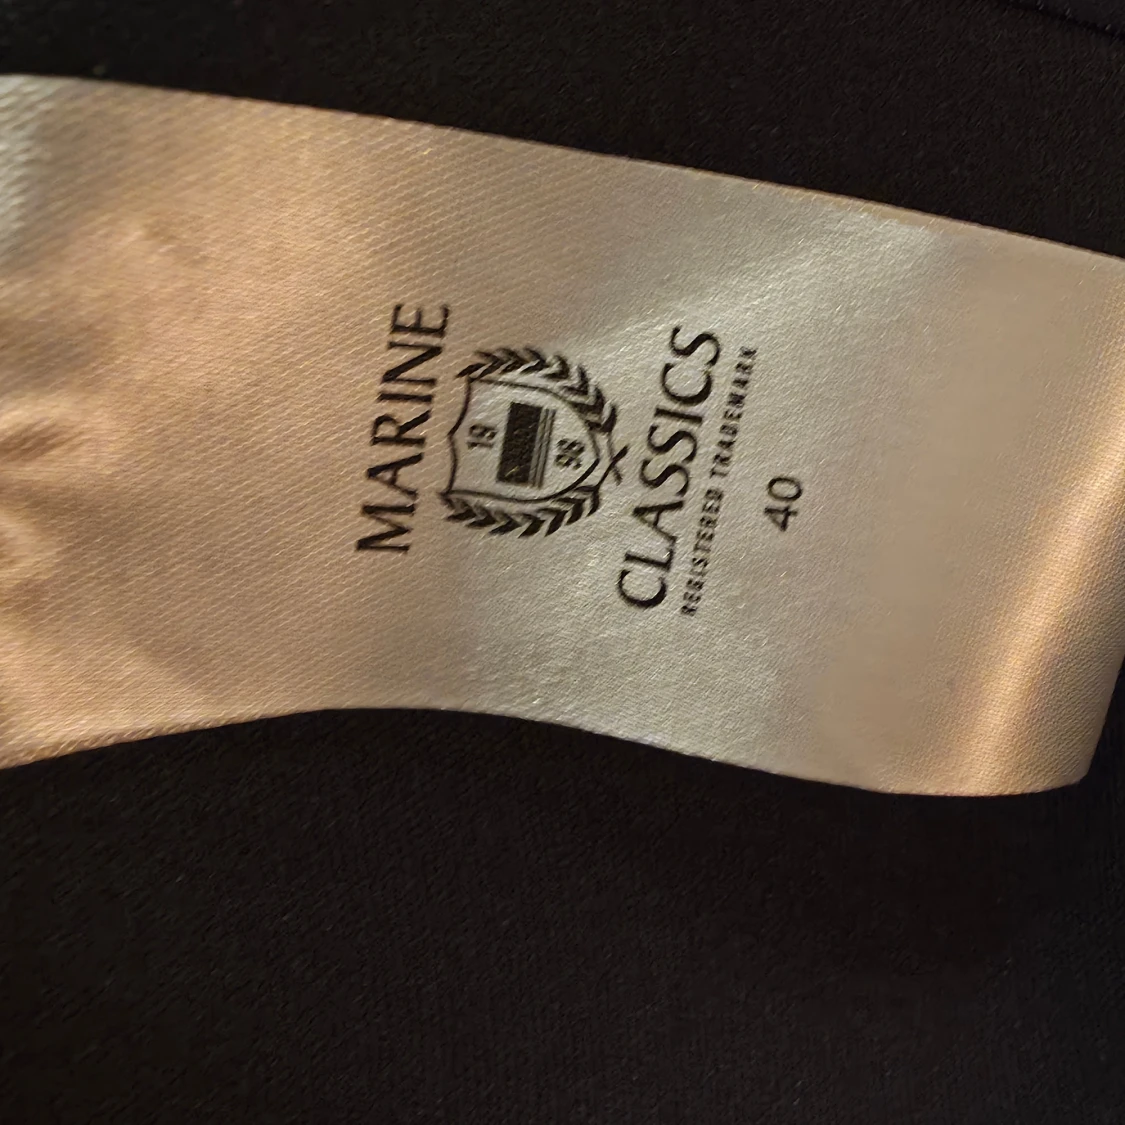 MARINE
19
98
CLASSICS
REGISTERED TRADEMARK
40